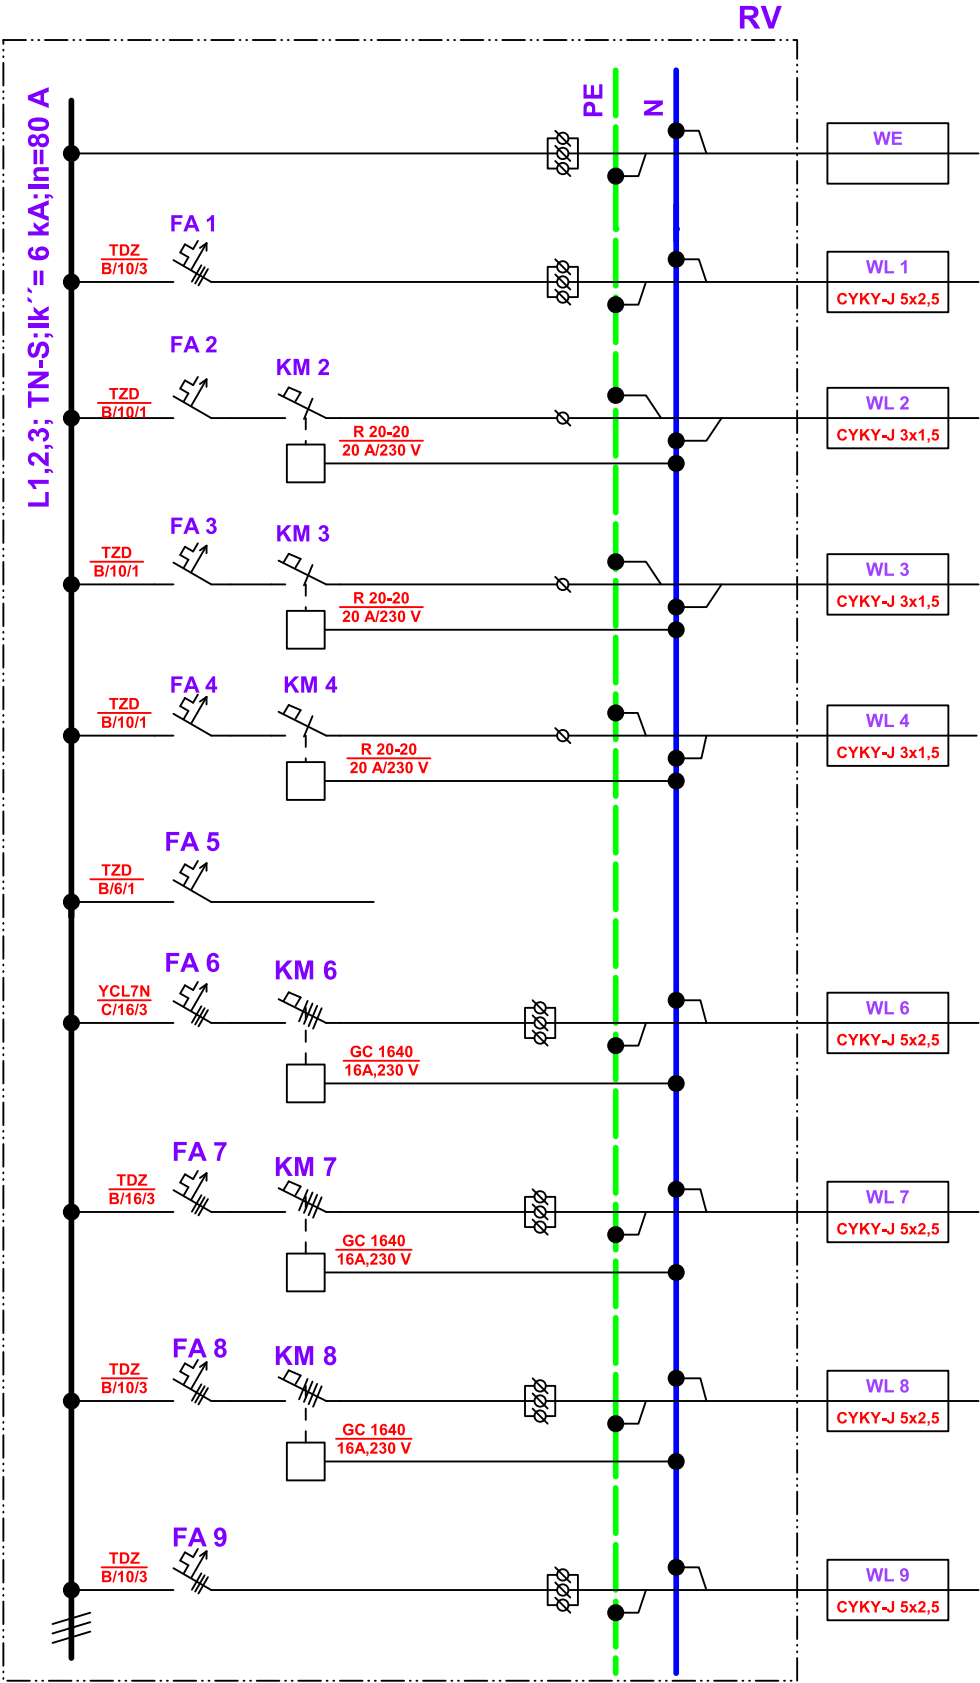 RV
L1,2,3; TN-S;Ik´´= 6 kA;In=80 A
PE
N
WE
FA 1
TDZ
B/10/3
WL 1
CYKY-J 5x2,5
FA 2
KM 2
TZD
B/10/1
R 20-20
20 A/230 V
WL 2
CYKY-J 3x1,5
FA 3
KM 3
TZD
B/10/1
R 20-20
20 A/230 V
WL 3
CYKY-J 3x1,5
FA 4
KM 4
TZD
B/10/1
R 20-20
20 A/230 V
WL 4
CYKY-J 3x1,5
FA 5
TZD
B/6/1
FA 6
KM 6
YCL7N
C/16/3
GC 1640
16A,230 V
WL 6
CYKY-J 5x2,5
FA 7
KM 7
TDZ
B/16/3
GC 1640
16A,230 V
WL 7
CYKY-J 5x2,5
FA 8
KM 8
TDZ
B/10/3
GC 1640
16A,230 V
WL 8
CYKY-J 5x2,5
FA 9
TDZ
B/10/3
WL 9
CYKY-J 5x2,5